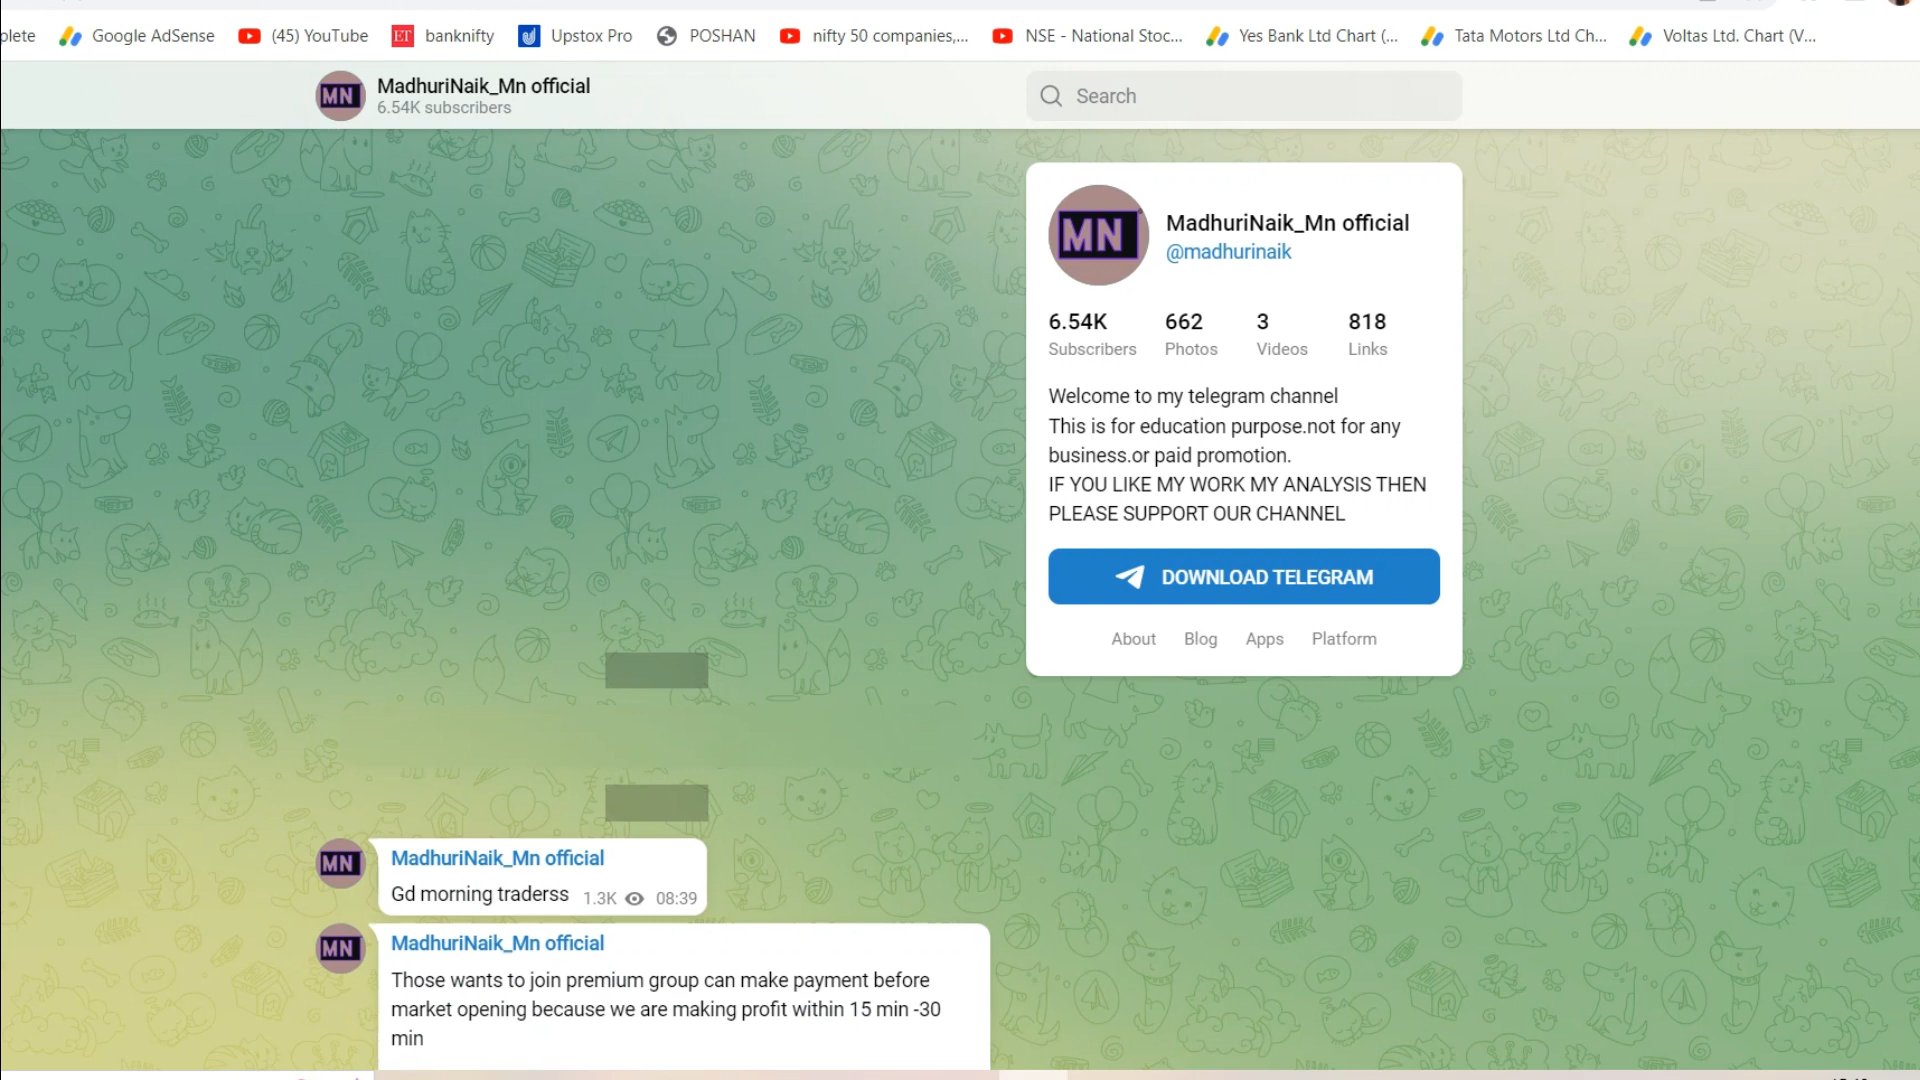 plete Google AdSense (45) YouTube ET banknifty Upstox Pro POSHAN nifty 50 companies,... NSE - National Stoc... Yes Bank Ltd Chart (... Tata Motors Ltd Ch... Voltas Ltd. Chart (V...
MN MadhuriNaik_Mn official
6.54K subscribers
Search
MN
MadhuriNaik_Mn official
@madhurinaik
6.54K 662 3 818
Subscribers Photos Videos Links
Welcome to my telegram channel
This is for education purpose.not for any
business.or paid promotion.
IF YOU LIKE MY WORK MY ANALYSIS THEN
PLEASE SUPPORT OUR CHANNEL
DOWNLOAD TELEGRAM
About Blog Apps Platform
MN
MadhuriNaik_Mn official
Gd morning traderss 1.3K 08:39
MN
MadhuriNaik_Mn official
Those wants to join premium group can make payment before
market opening because we are making profit within 15 min -30
min